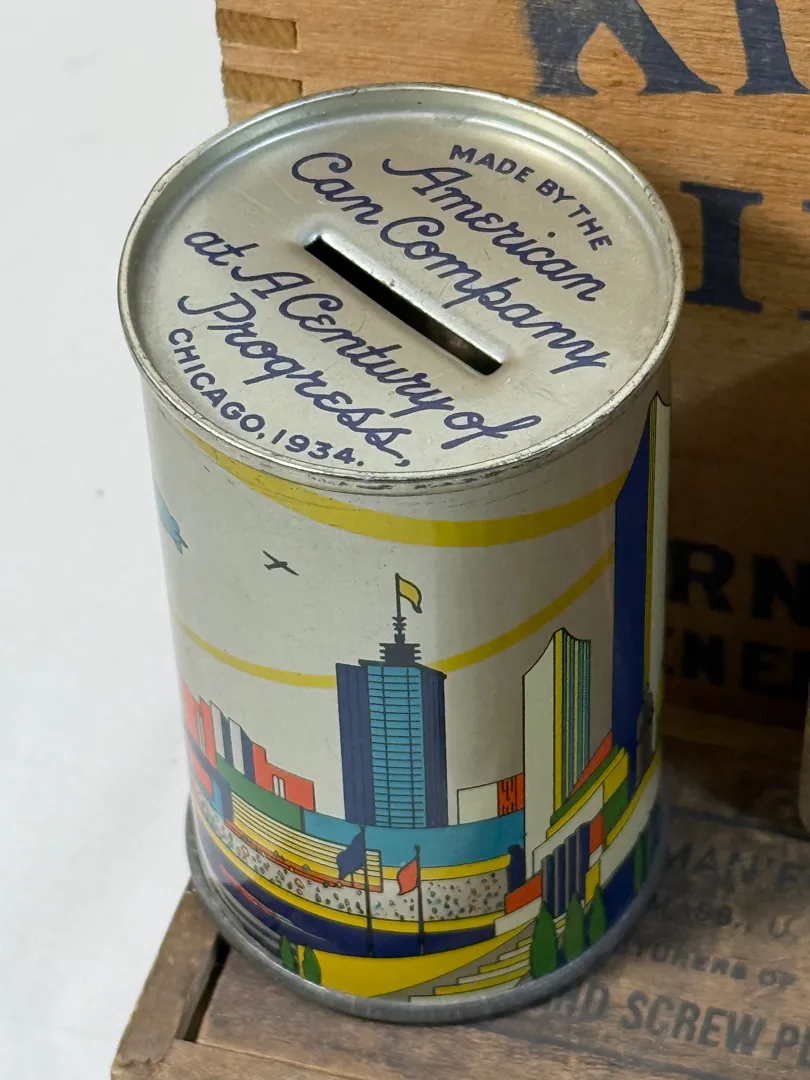 MADE BY THE
American
Can Company
at A Century of
Progress,
CHICAGO, 1934.
SCREW